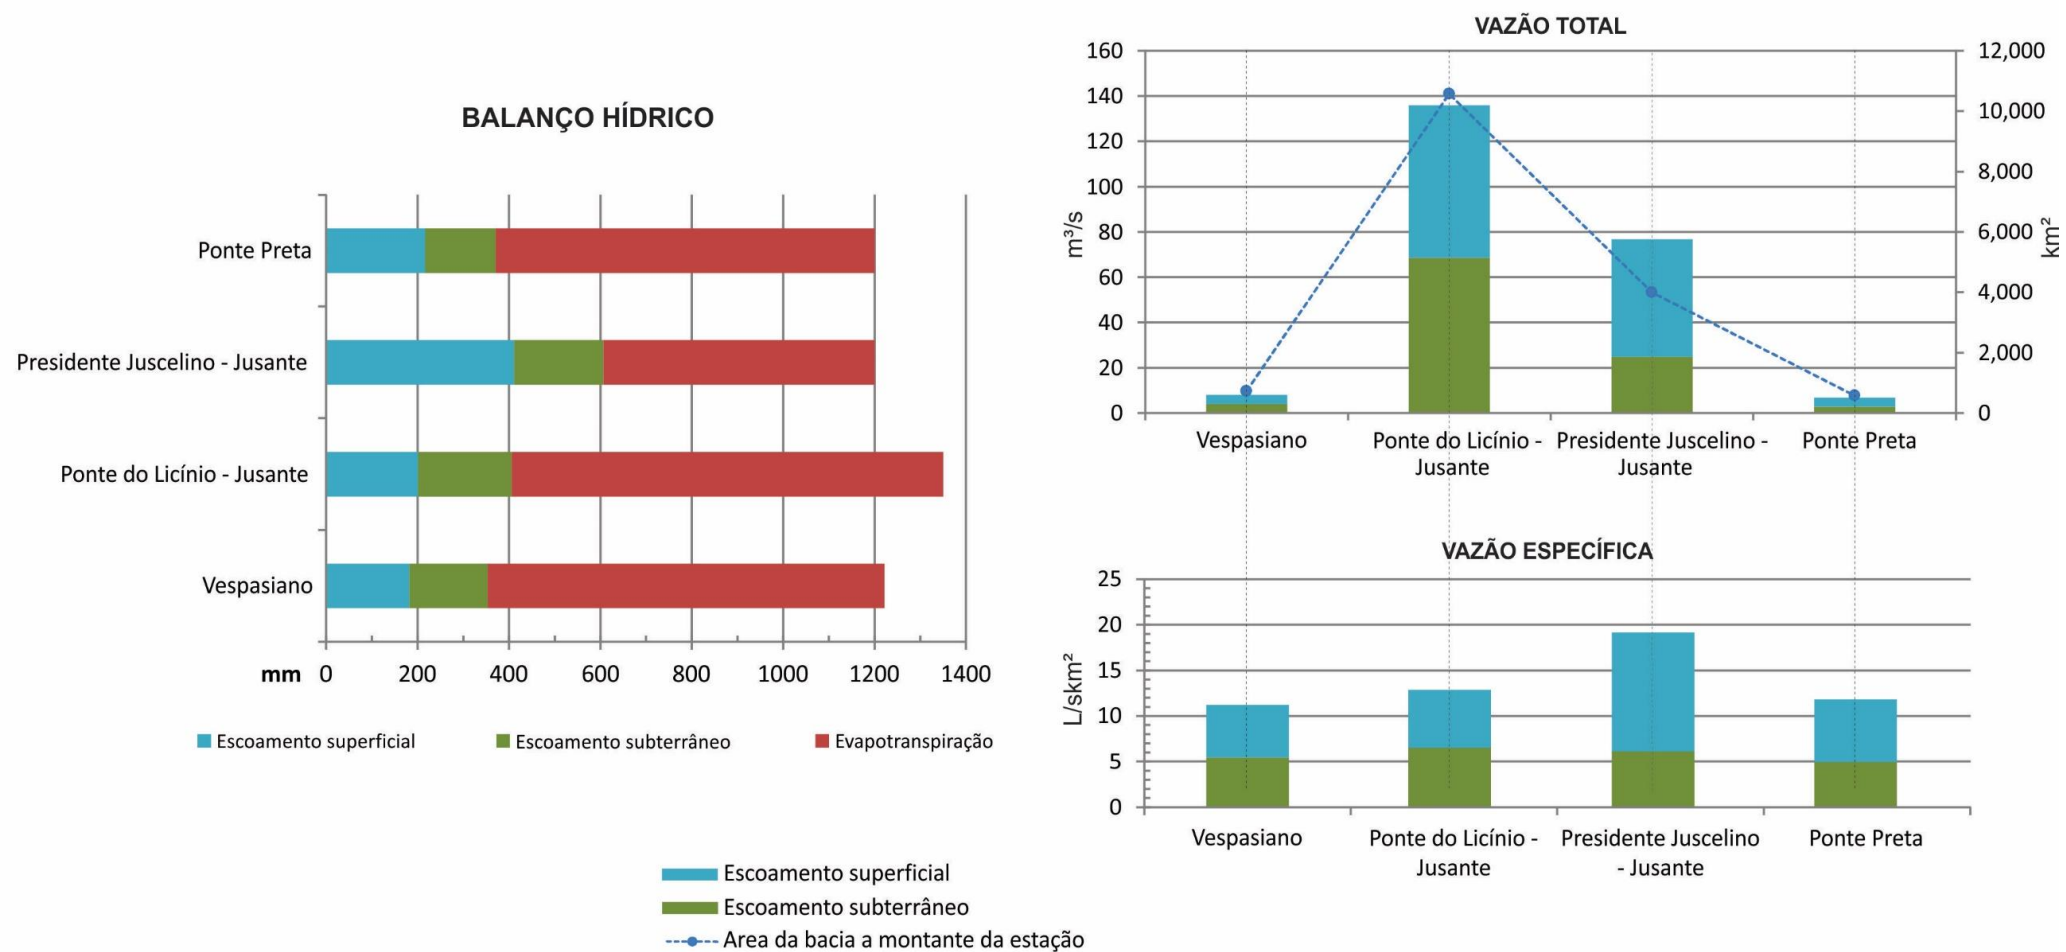 BALANÇO HÍDRICO
Ponte Preta
Presidente Juscelino - Jusante
Ponte do Licínio - Jusante
Vespasiano
mm 0 200 400 600 800 1000 1200 1400
Escoamento superficial Escoamento subterrâneo Evapotranspiração
VAZÃO TOTAL
160 12,000
140
120 10,000
100 8,000
80 6,000
60
40 4,000
20 2,000
0 0
m³/s
km²
Vespasiano Ponte do Licínio - Presidente Juscelino - Ponte Preta
Jusante Jusante
VAZÃO ESPECÍFICA
25
20
15
10
5
0
L/skm²
Vespasiano Ponte do Licínio - Presidente Juscelino Ponte Preta
Jusante - Jusante
Escoamento superficial
Escoamento subterrâneo
Area da bacia a montante da estação